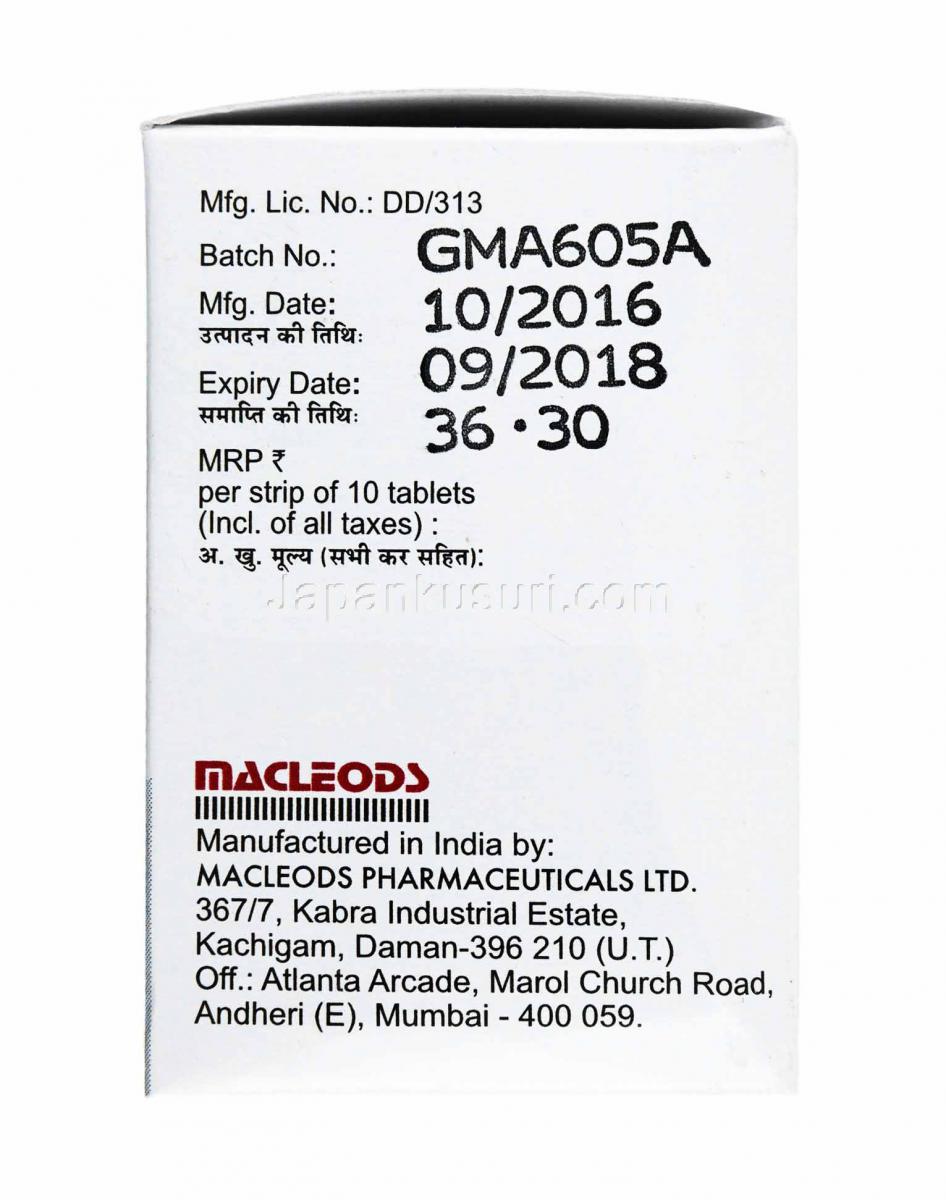 Mfg. Lic. No.: DD/313
Batch No.: GMA605A
Mfg. Date: 10/2016
उत्पादन की तिथिः
Expiry Date: 09/2018
समाप्ति की तिथिः
36.30
MRP ₹
per strip of 10 tablets
(Incl. of all taxes) :
अ. खु. मूल्य (सभी कर सहित):
Japankusuri.com
MACLEODS
Manufactured in India by:
MACLEODS PHARMACEUTICALS LTD.
367/7, Kabra Industrial Estate,
Kachigam, Daman-396 210 (U.T.)
Off.: Atlanta Arcade, Marol Church Road,
Andheri (E), Mumbai - 400 059.